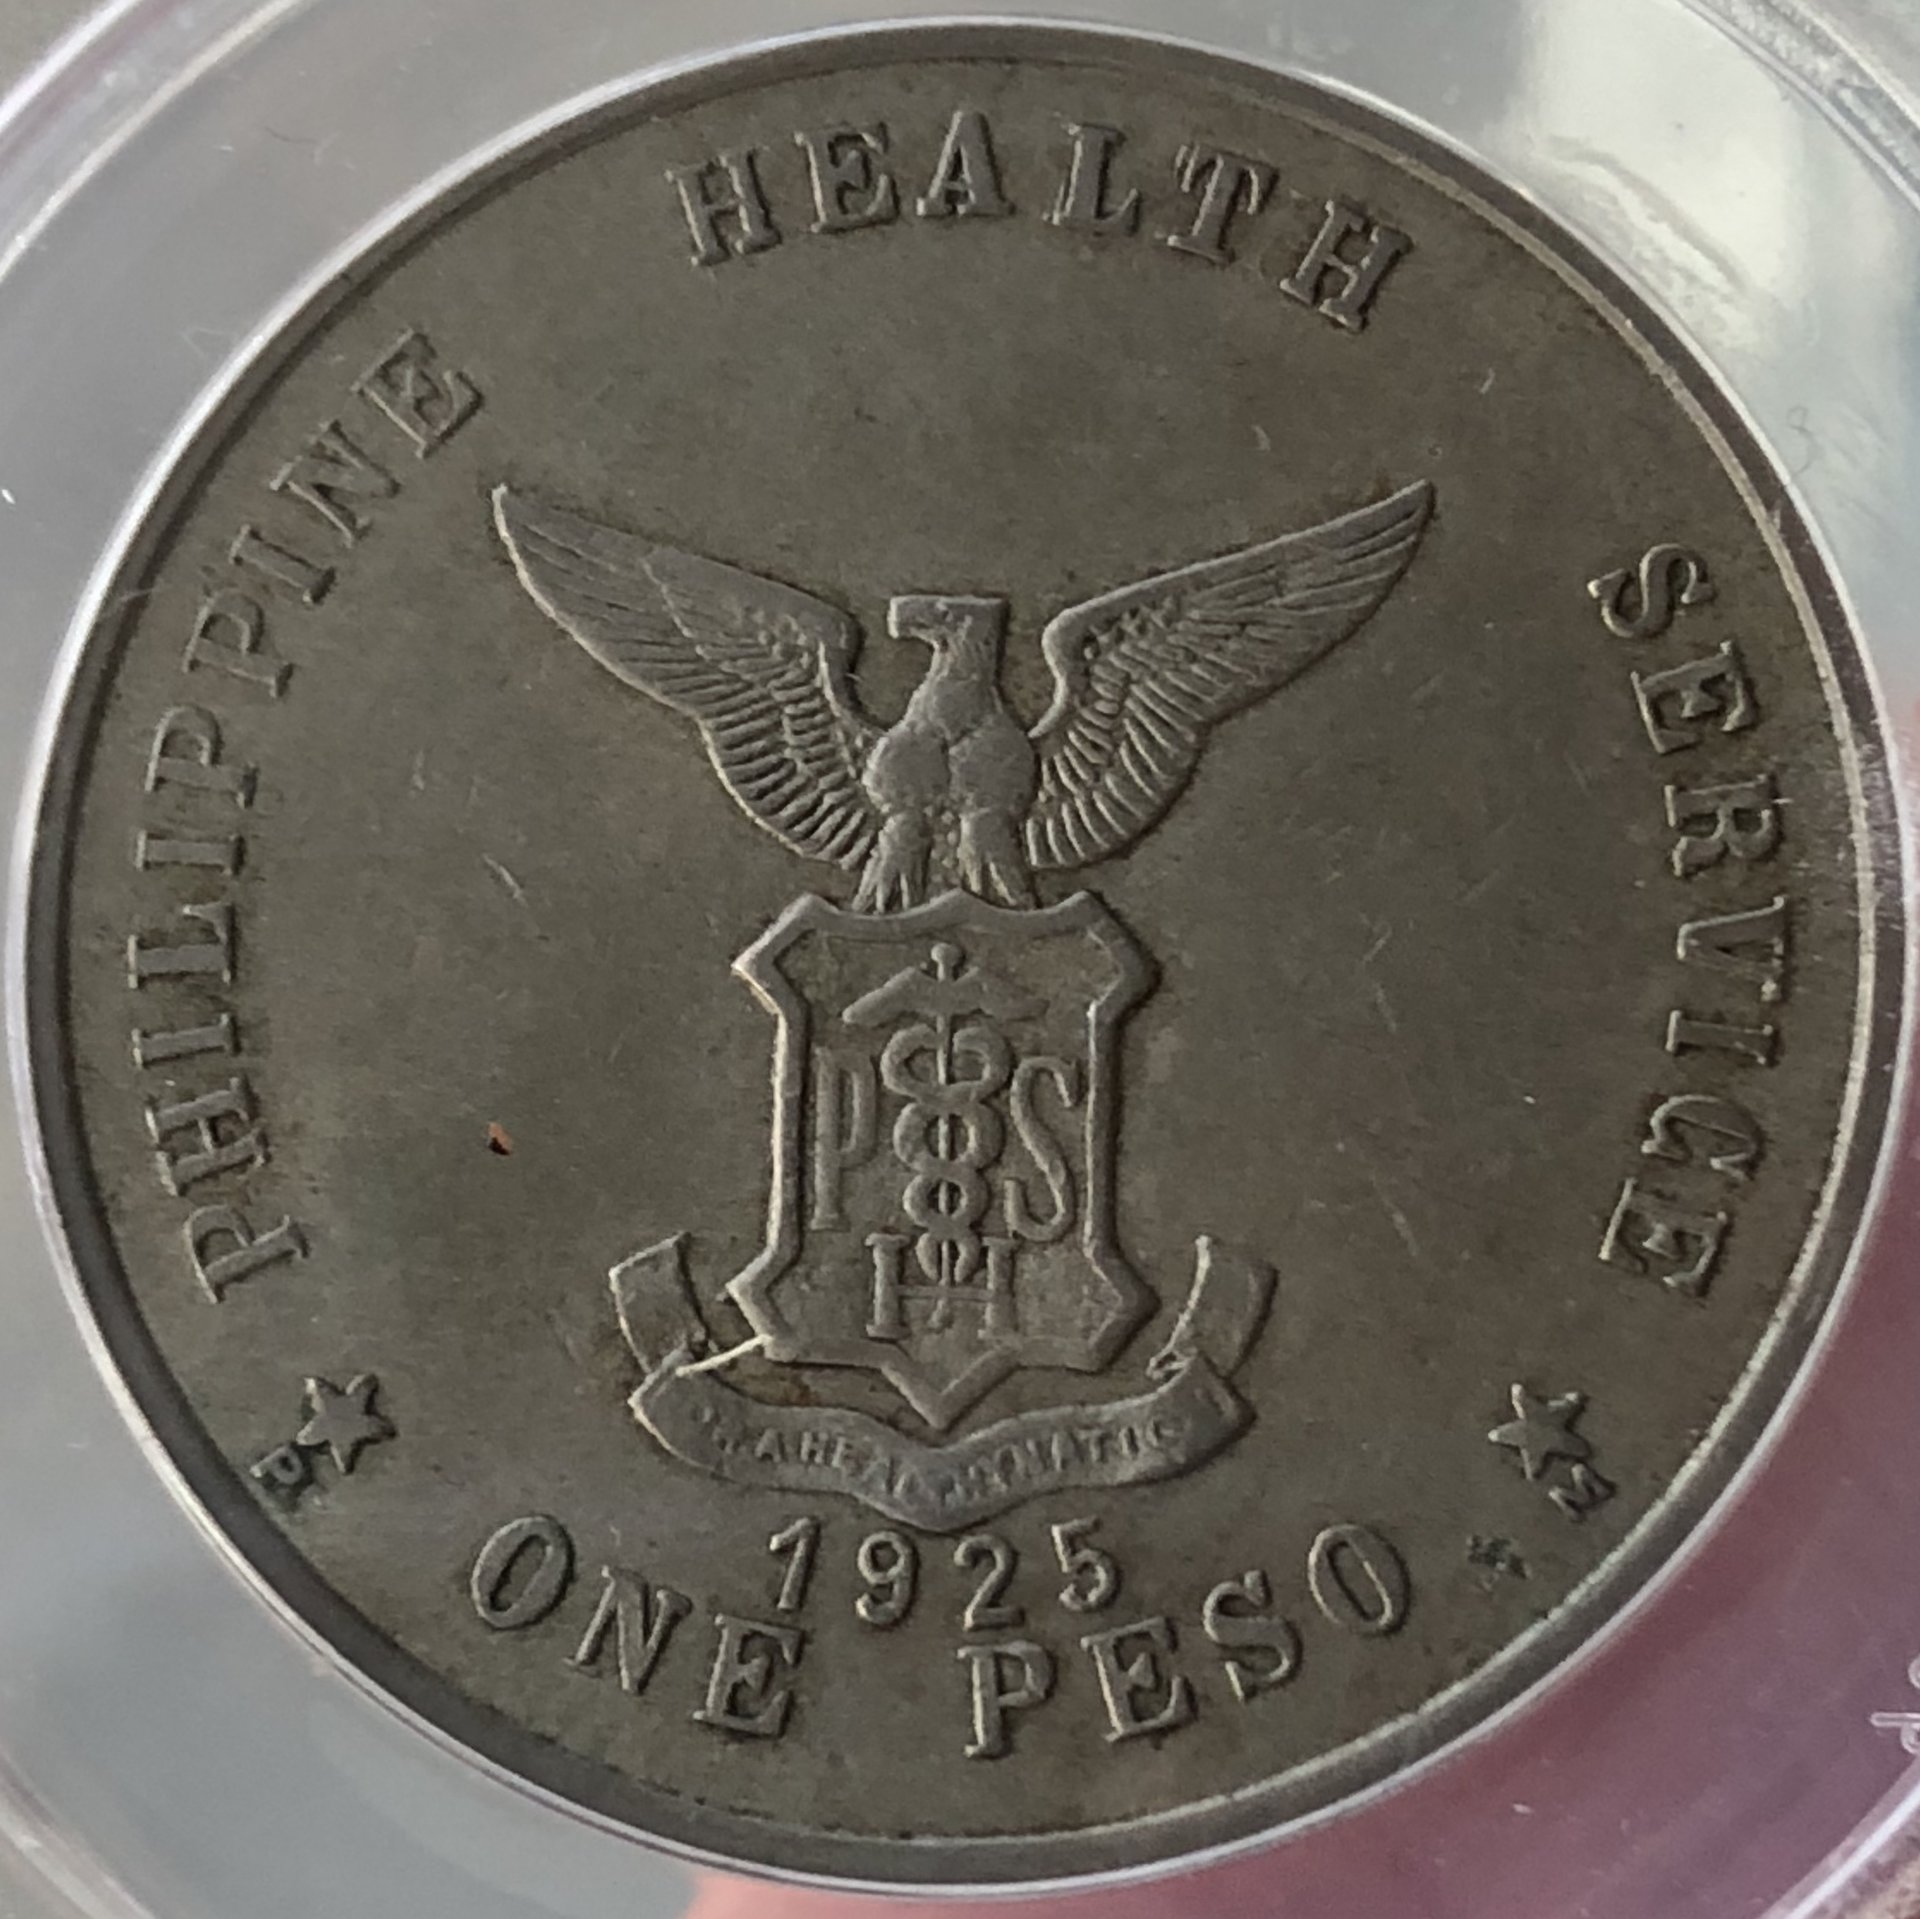 PHILIPPINE HEALTH SERVICE
P S
H
1925
P M
ONE PESO